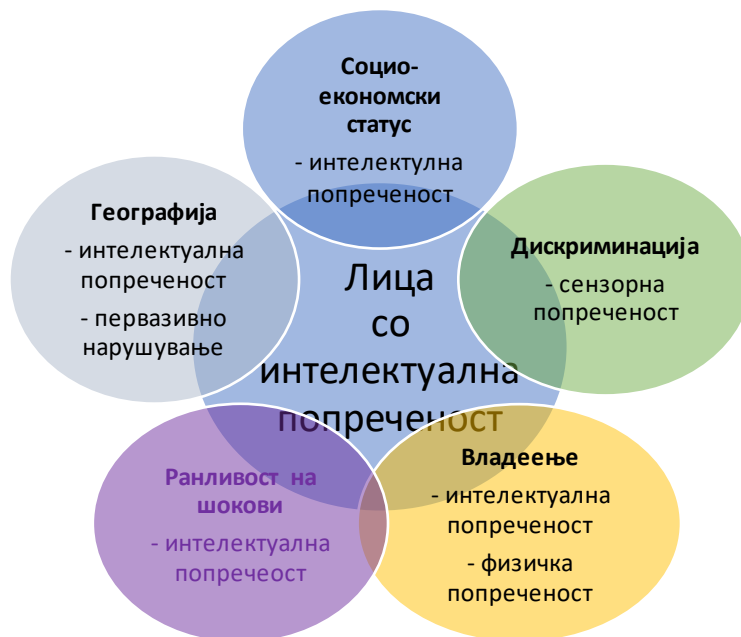 Социо-
економски
статус
- интелектулна
попреченост
Географија
- интелектуална
попреченост
- первазивно
нарушување
Дискриминација
- сензорна
попреченост
Лица
со
интелектуална
попреченост
Ранливост на
шокови
- интелектуална
попречеост
Владеење
- интелектуална
попреченост
- физичка
попреченост